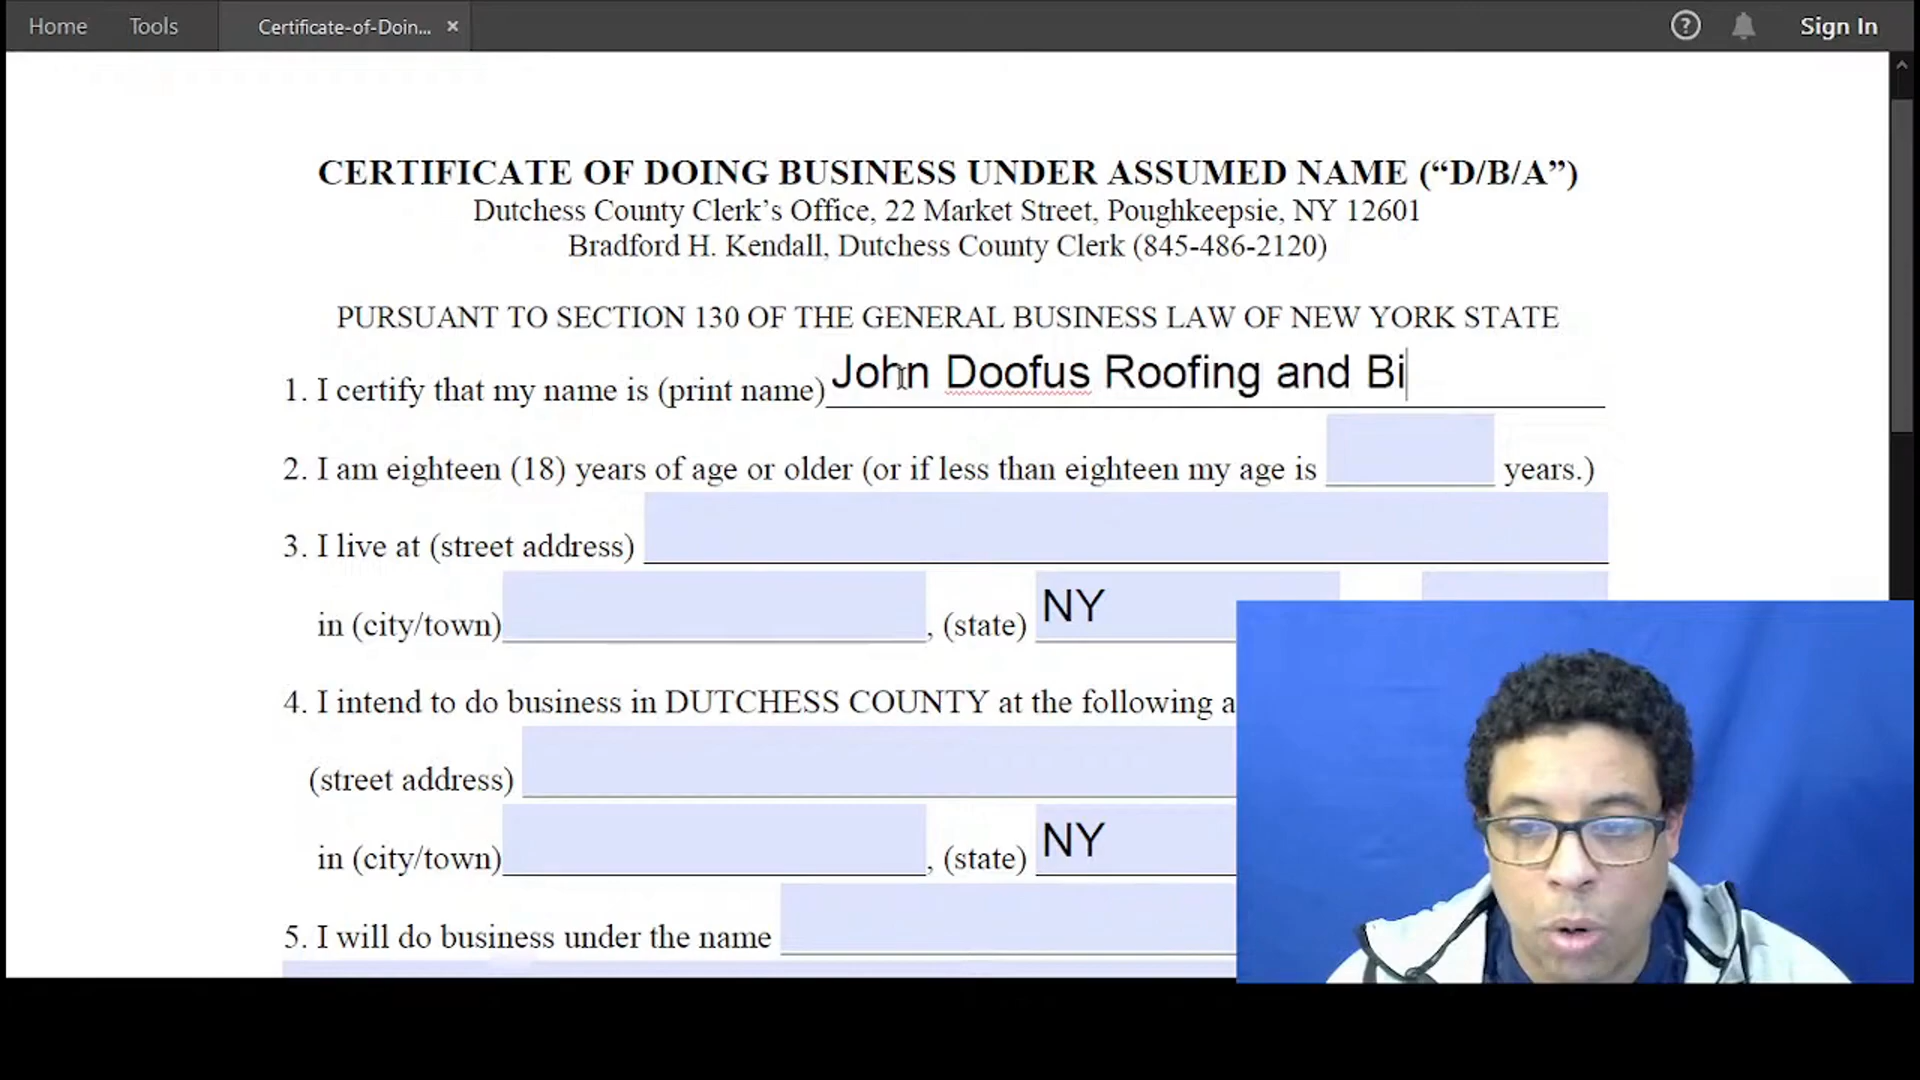 Home Tools Certificate-of-Doin... × ? Sign In
CERTIFICATE OF DOING BUSINESS UNDER ASSUMED NAME (“D/B/A”)
Dutchess County Clerk’s Office, 22 Market Street, Poughkeepsie, NY 12601
Bradford H. Kendall, Dutchess County Clerk (845-486-2120)
PURSUANT TO SECTION 130 OF THE GENERAL BUSINESS LAW OF NEW YORK STATE
1. I certify that my name is (print name) John Doofus Roofing and Bi
2. I am eighteen (18) years of age or older (or if less than eighteen my age is years.)
3. I live at (street address)
in (city/town) , (state) NY
4. I intend to do business in DUTCHESS COUNTY at the following a
(street address)
in (city/town) , (state) NY
5. I will do business under the name